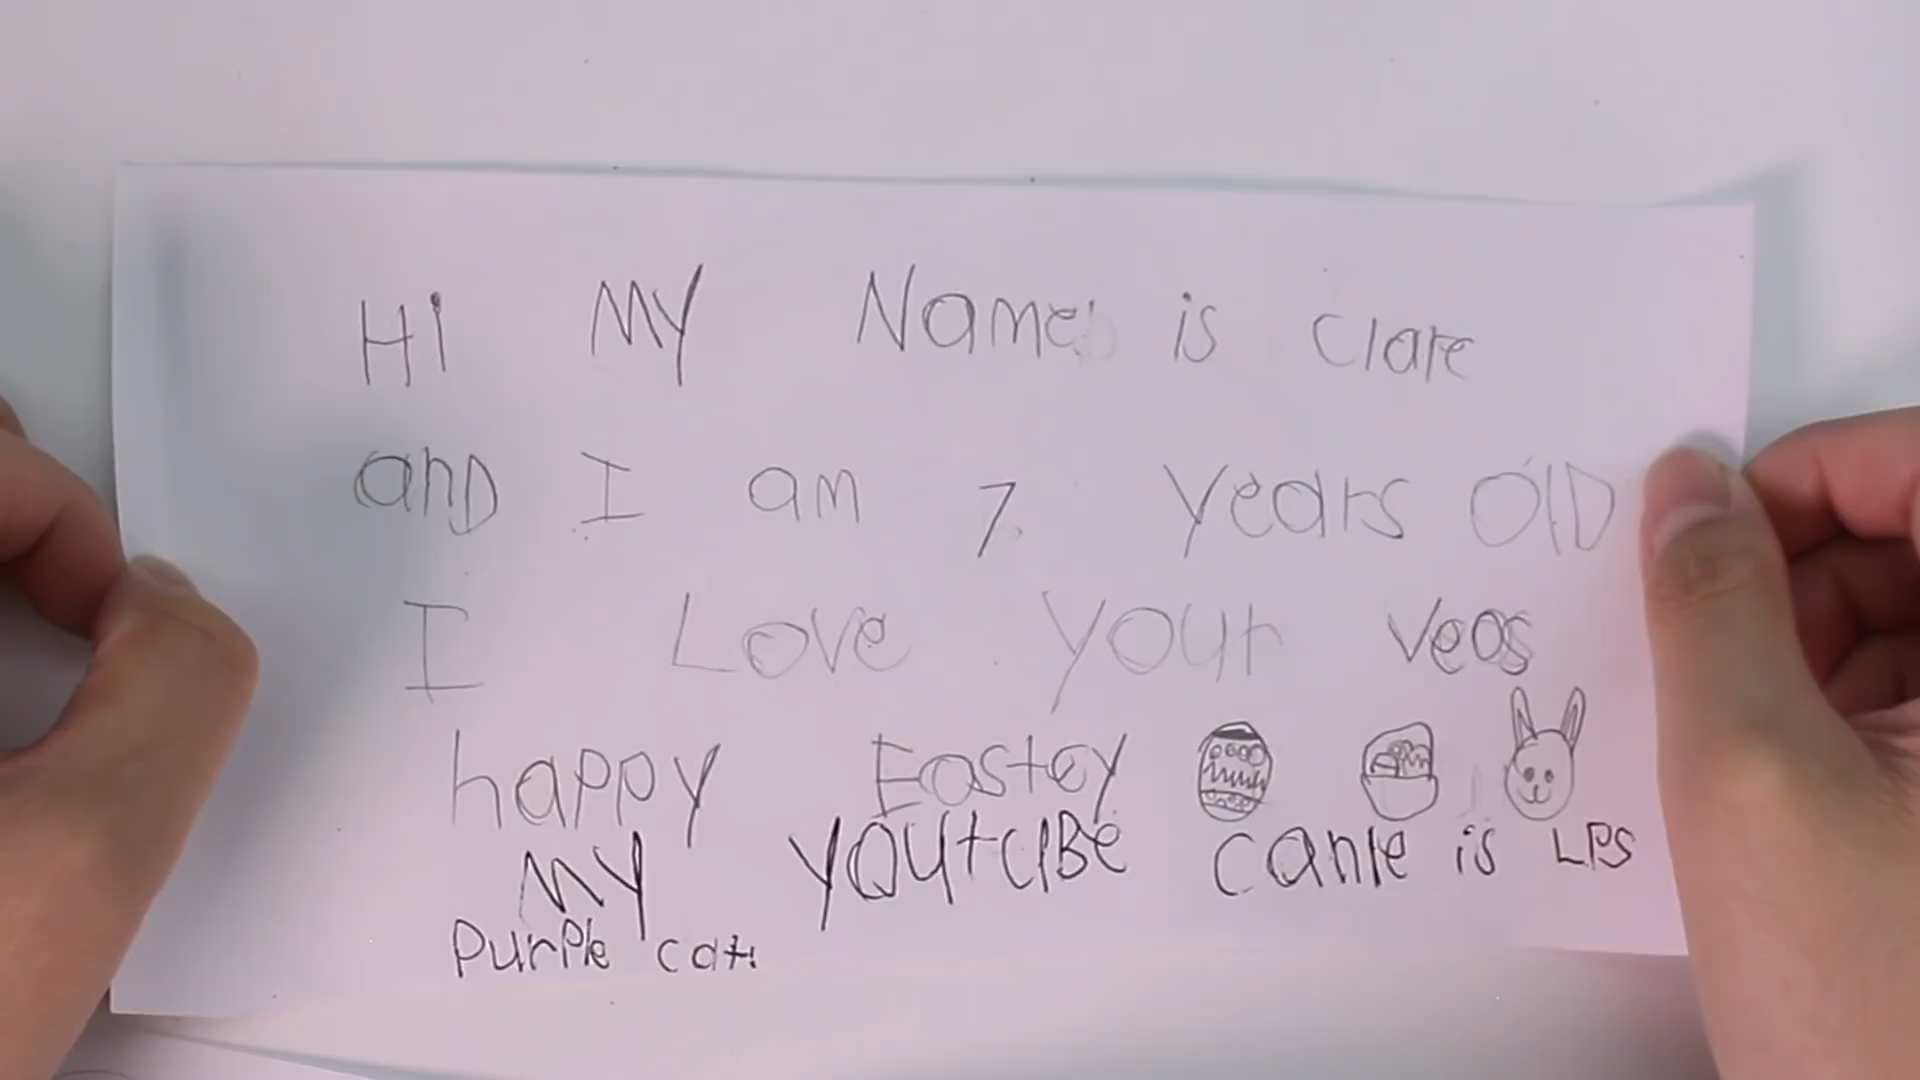 Hi My Name is Clare
anD I am 7 years OlD
I Love your veos
happy Eastey
My youtuBe canle is LPS
Purple cat!